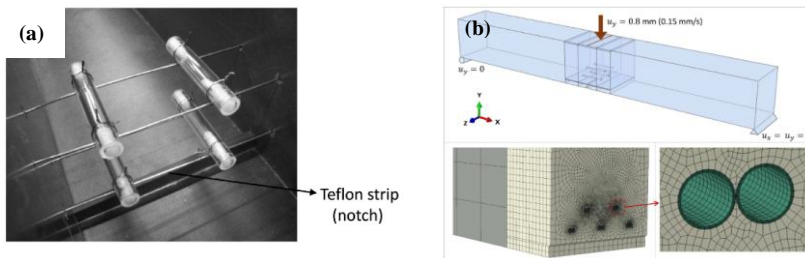 (a)
Teflon strip
(notch)
(b)
u_y = 0.8 mm (0.15 mm/s)
u_y = 0
Y
Z
X
u_x = u_y =